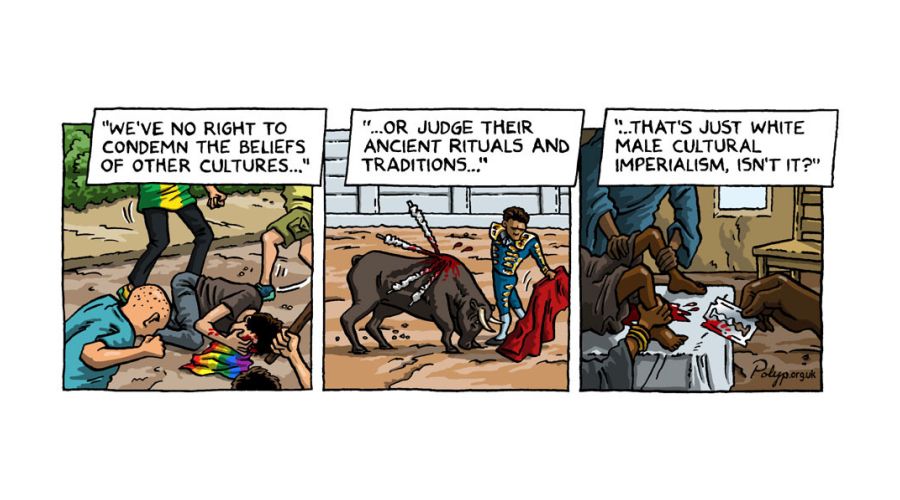 "WE'VE NO RIGHT TO
CONDEMN THE BELIEFS
OF OTHER CULTURES..."
"...OR JUDGE THEIR
ANCIENT RITUALS AND
TRADITIONS..."
"...THAT'S JUST WHITE
MALE CULTURAL
IMPERIALISM, ISN'T IT?"
Polyp.org.uk